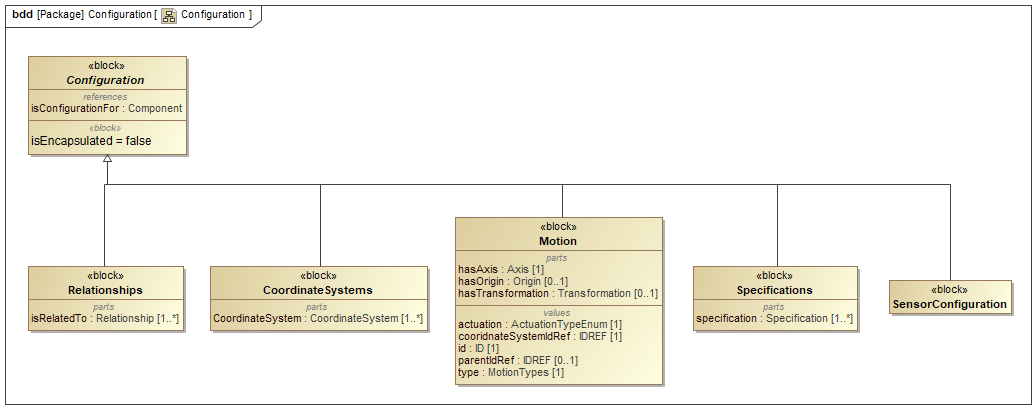 bdd [Package] Configuration [ Configuration ]
«block»
Configuration
references
isConfigurationFor : Component
«block»
isEncapsulated = false
«block»
Relationships
parts
isRelatedTo : Relationship [1..*]
«block»
CoordinateSystems
parts
CoordinateSystem : CoordinateSystem [1..*]
«block»
Motion
parts
hasAxis : Axis [1]
hasOrigin : Origin [0..1]
hasTransformation : Transformation [0..1]
values
actuation : ActuationTypeEnum [1]
cooridnateSystemIdRef : IDREF [1]
id : ID [1]
parentIdRef : IDREF [0..1]
type : MotionTypes [1]
«block»
Specifications
parts
specification : Specification [1..*]
«block»
SensorConfiguration